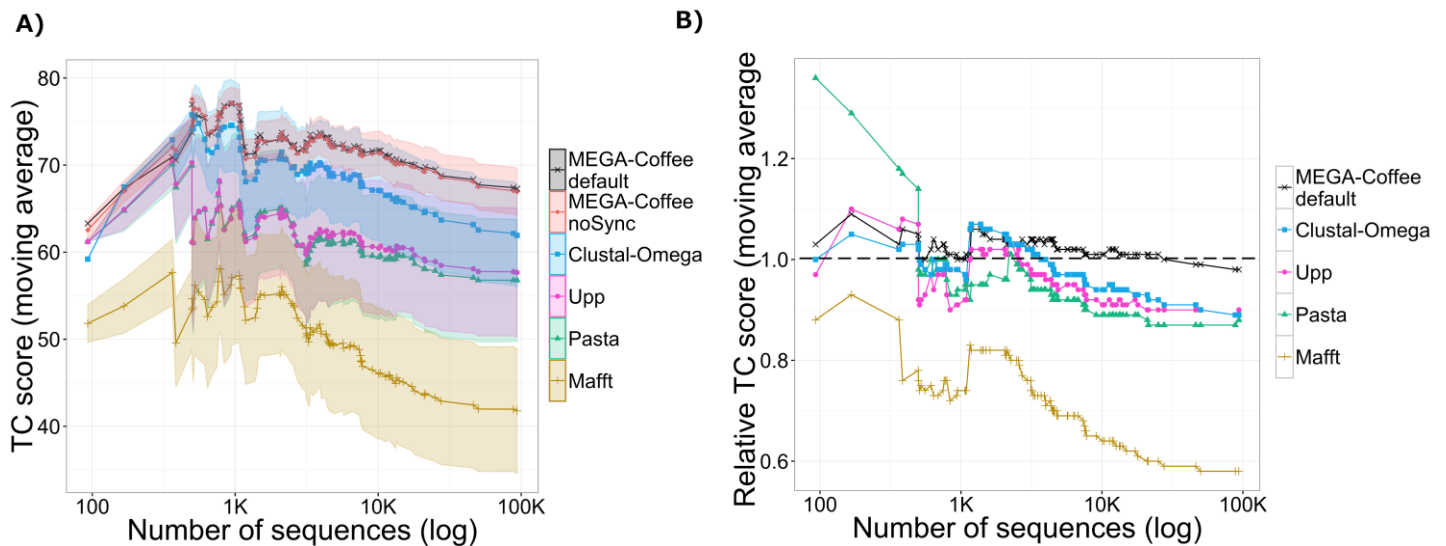 A)
TC score (moving average)
80
70
60
50
40
100
1K
10K
100K
Number of sequences (log)
MEGA-Coffee
default
MEGA-Coffee
noSync
Clustal-Omega
Upp
Pasta
Mafft
B)
Relative TC score (moving average
1.2
1.0
0.8
0.6
100
1K
10K
100K
Number of sequences (log)
MEGA-Coffee
default
Clustal-Omega
Upp
Pasta
Mafft